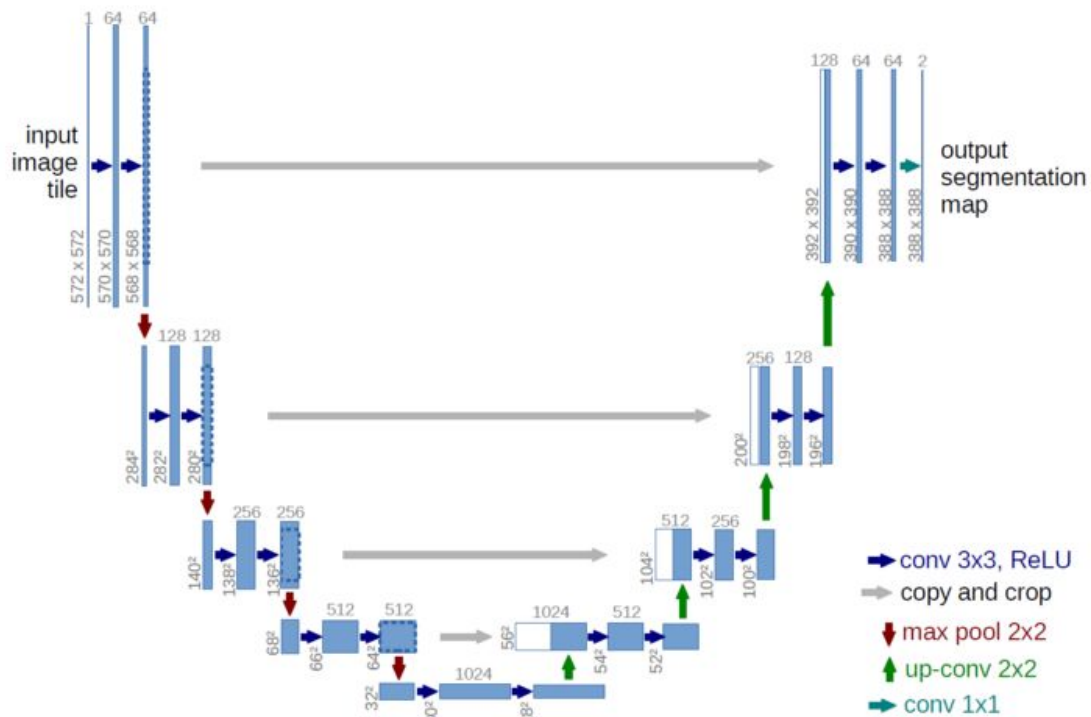 1 64 64
128 64 64 2
input
image
tile
output
segmentation
map
572 x 572
570 x 570
568 x 568
392 x 392
390 x 390
388 x 388
388 x 388
128 128
256 128
284²
282²
280²
200²
198²
196²
256 256
512 256
140²
138²
136²
104²
102²
100²
512 512
1024 512
68²
66²
64²
56²
54²
52²
1024
32²
0²
8²
conv 3x3, ReLU
copy and crop
max pool 2x2
up-conv 2x2
conv 1x1